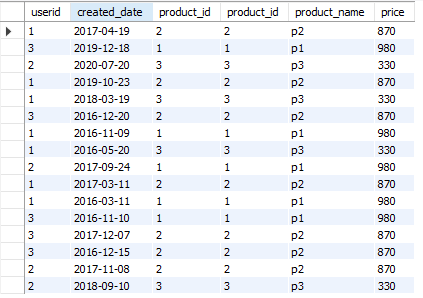 userid created_date product_id product_id product_name price
1 2017-04-19 2 2 p2 870
3 2019-12-18 1 1 p1 980
2 2020-07-20 3 3 p3 330
1 2019-10-23 2 2 p2 870
1 2018-03-19 3 3 p3 330
3 2016-12-20 2 2 p2 870
1 2016-11-09 1 1 p1 980
1 2016-05-20 3 3 p3 330
2 2017-09-24 1 1 p1 980
1 2017-03-11 2 2 p2 870
1 2016-03-11 1 1 p1 980
3 2016-11-10 1 1 p1 980
3 2017-12-07 2 2 p2 870
3 2016-12-15 2 2 p2 870
2 2017-11-08 2 2 p2 870
2 2018-09-10 3 3 p3 330